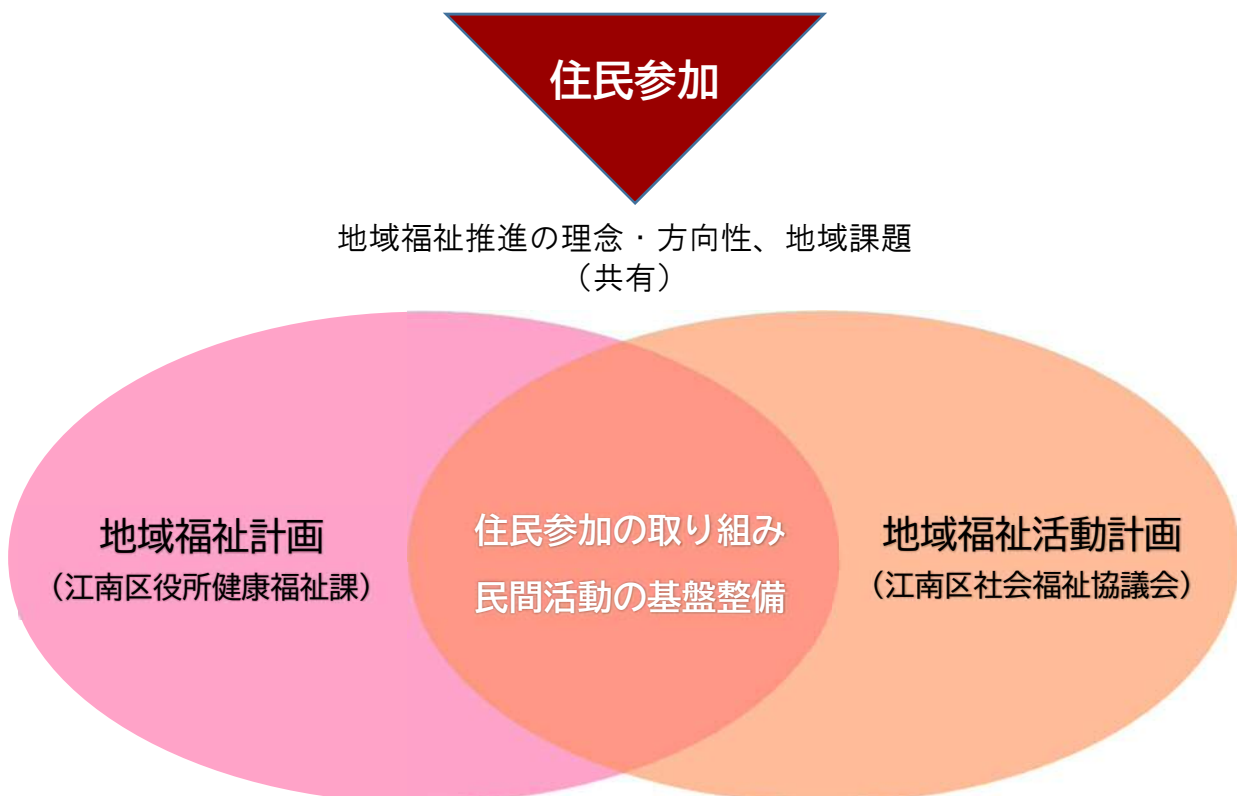 住民参加
地域福祉推進の理念・方向性、地域課題
（共有）
地域福祉計画
（江南区役所健康福祉課）
住民参加の取り組み
民間活動の基盤整備
地域福祉活動計画
（江南区社会福祉協議会）